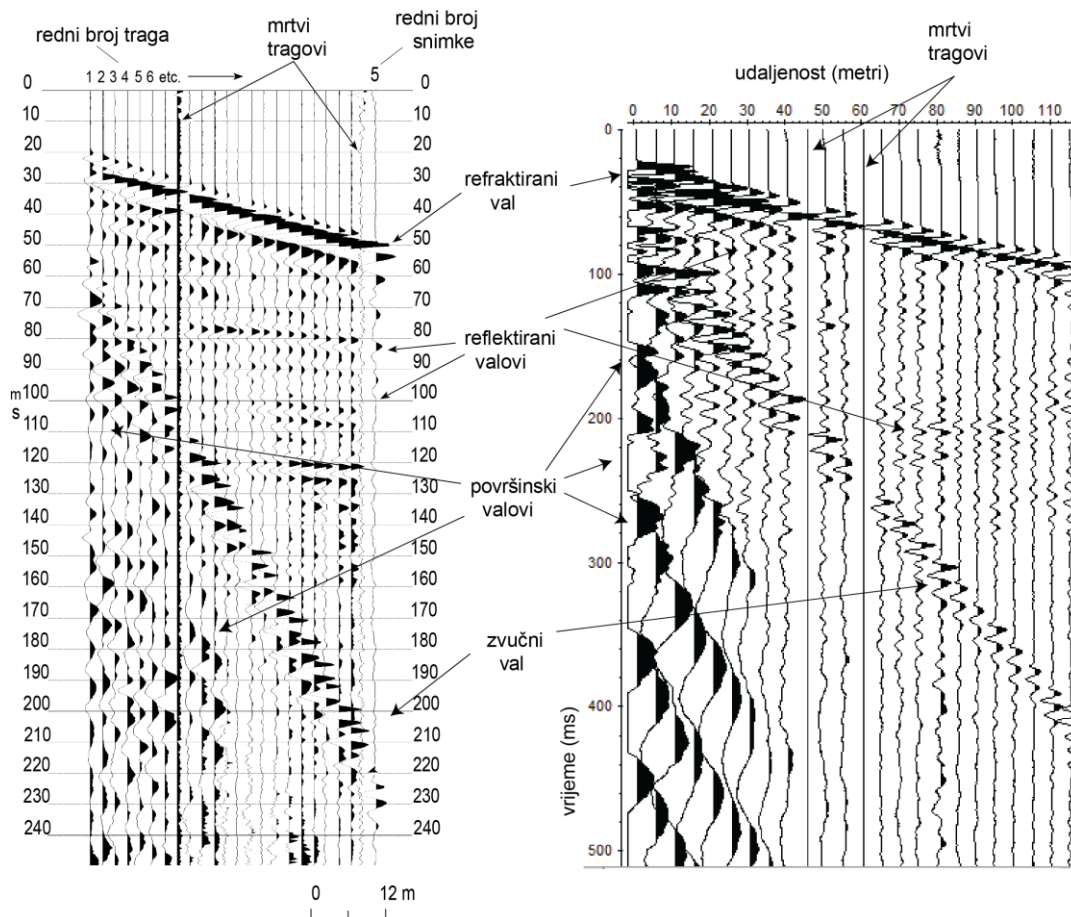 redni broj traga
mrtvi
tragovi
redni broj
snimke
1 2 3 4 5 6 etc.
5
0
10
20
30
40
50
60
70
80
90
100
m
s
110
120
130
140
150
160
170
180
190
200
210
220
230
240
0
10
20
30
40
50
60
70
80
90
100
110
120
130
140
150
160
170
180
190
200
210
220
230
240
0 12 m
refraktirani
val
reflektirani
valovi
površinski
valovi
zvučni
val
mrtvi
tragovi
udaljenost (metri)
0 10 20 30 40 50 60 70 80 90 100 110
0
100
200
300
400
500
vrijeme (ms)